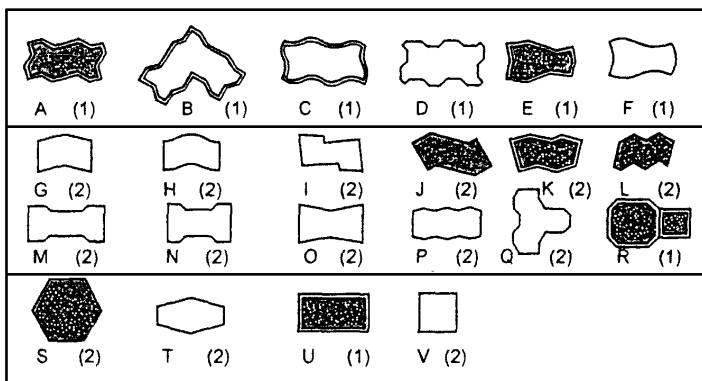 A (1) B (1) C (1) D (1) E (1) F (1)
G (2) H (2) I (2) J (2) K (2) L (2)
M (2) N (2) O (2) P (2) Q (2) R (1)
S (2) T (2) U (1) V (2)